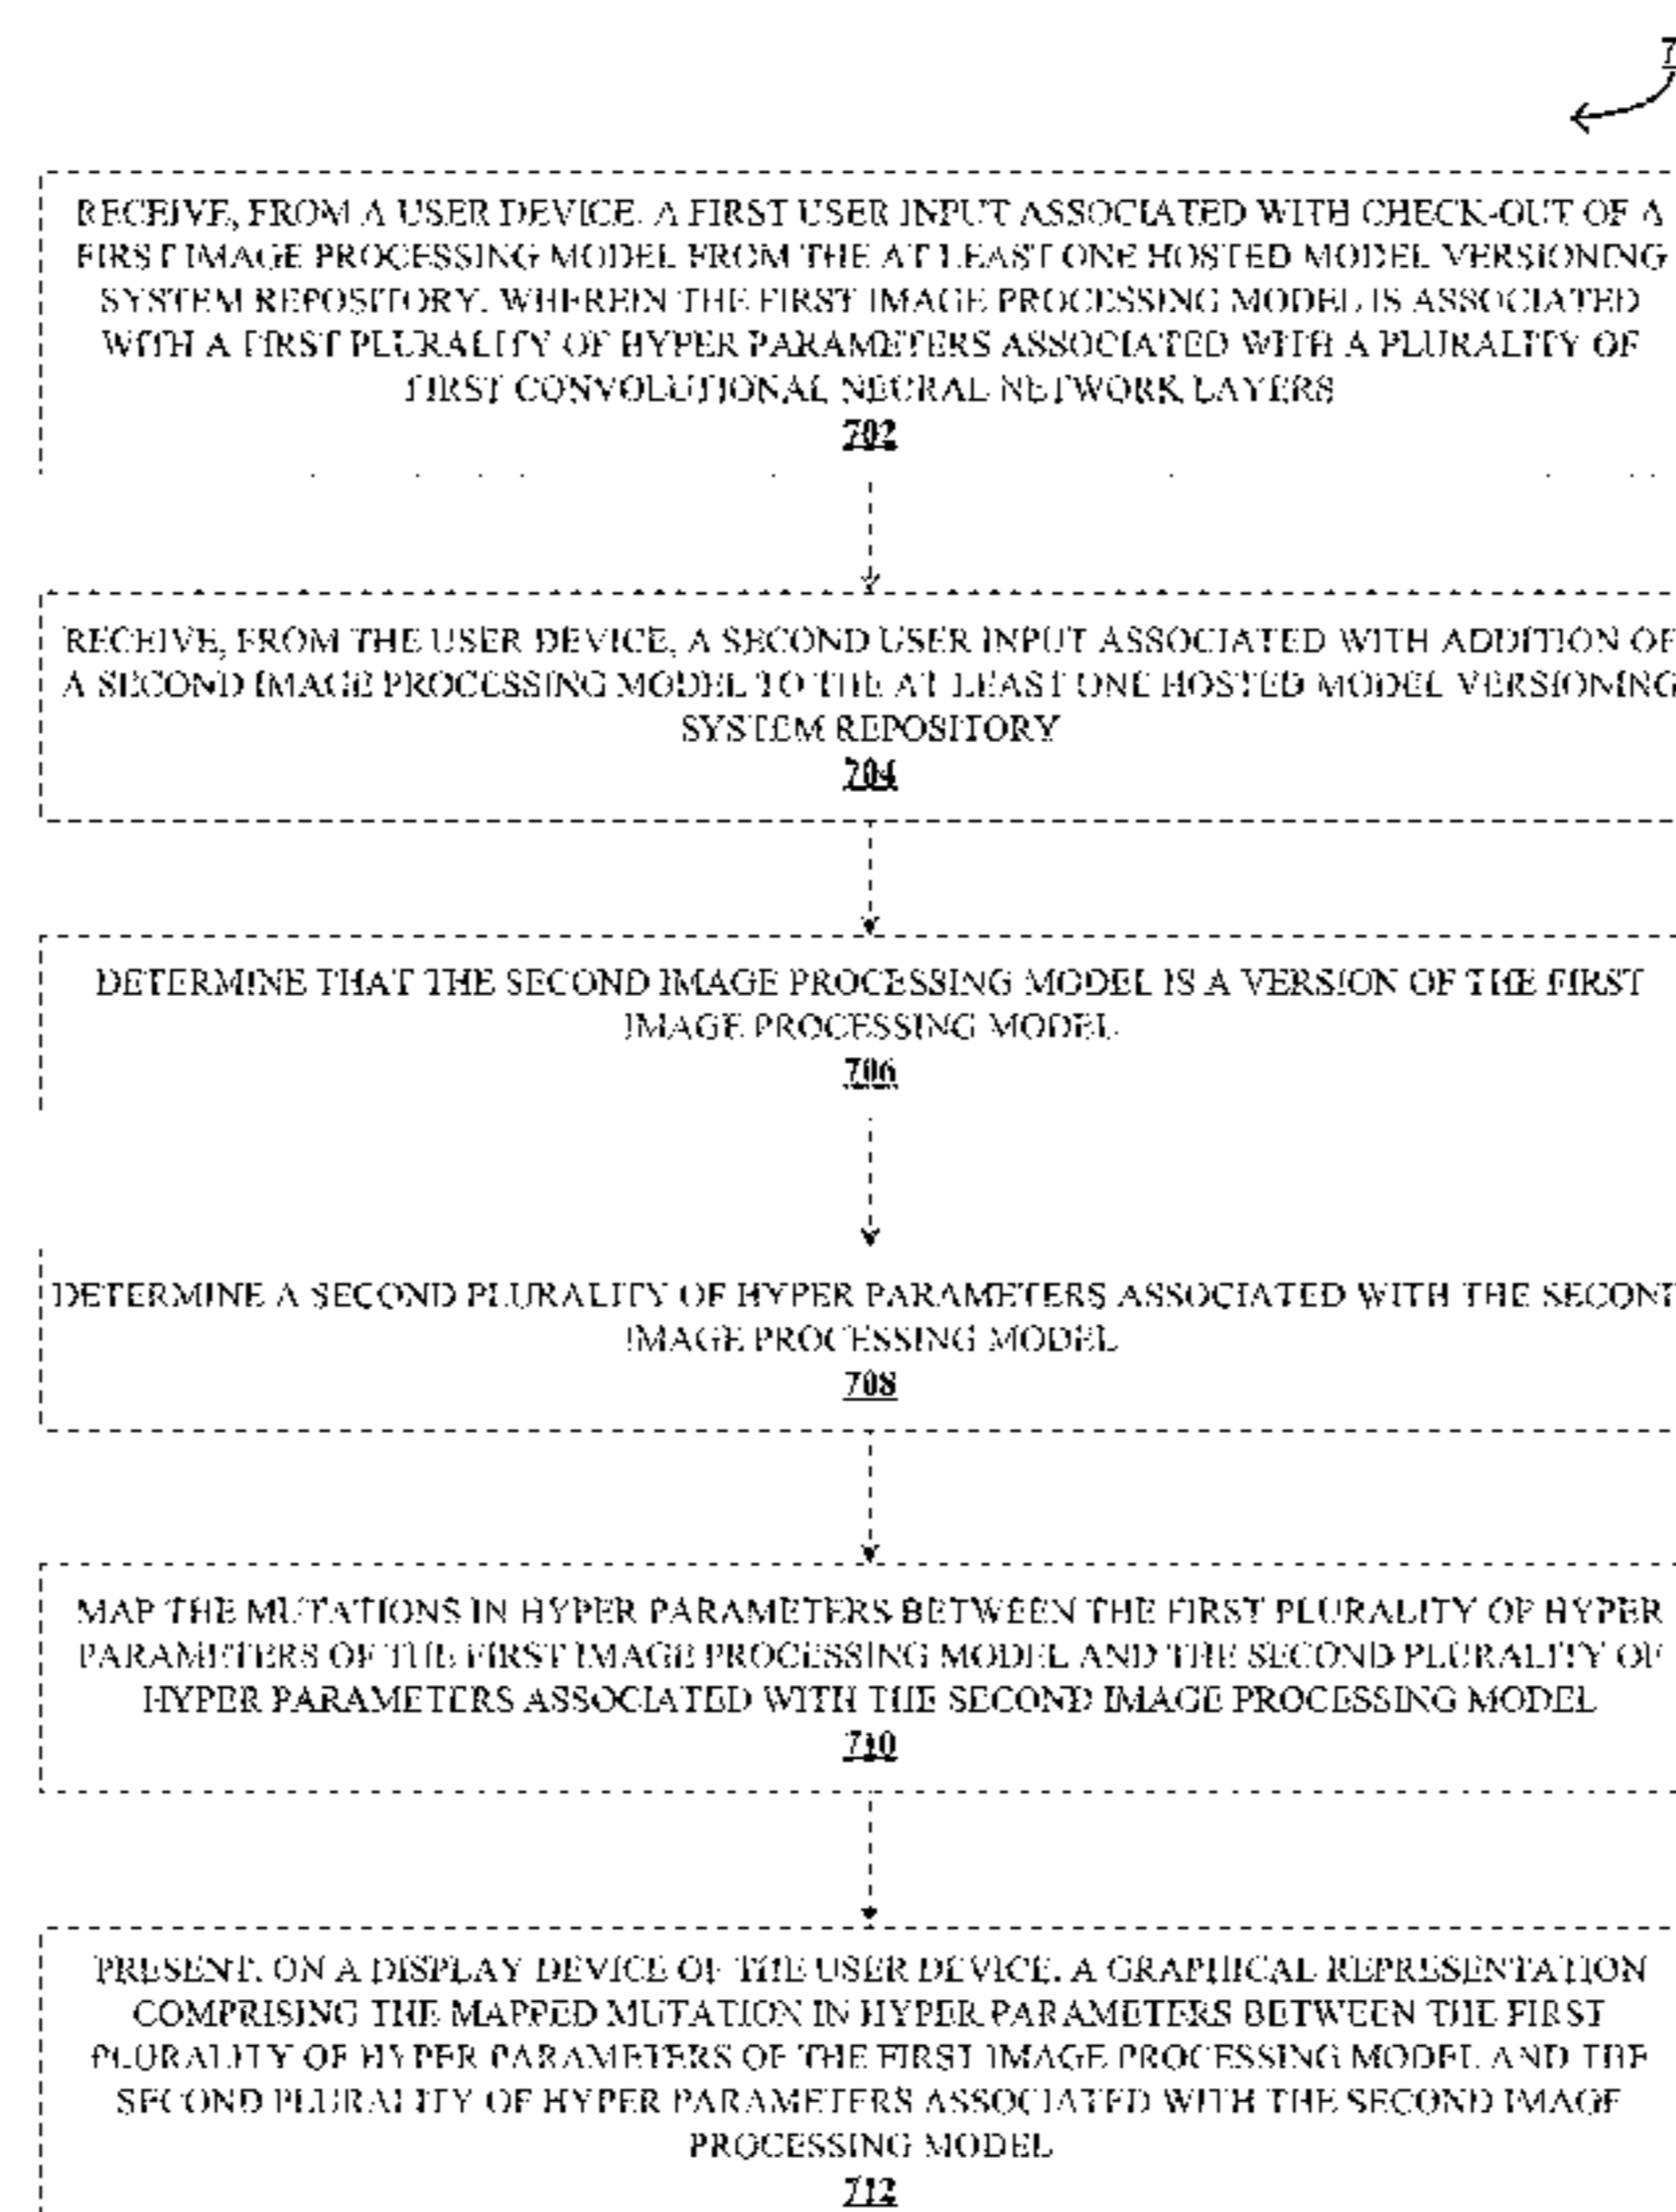 7
RECEIVE, FROM A USER DEVICE, A FIRST USER INPUT ASSOCIATED WITH CHECK-OUT OF A
FIRST IMAGE PROCESSING MODEL FROM THE AT LEAST ONE HOSTED MODEL VERSIONING
SYSTEM REPOSITORY, WHEREIN THE FIRST IMAGE PROCESSING MODEL IS ASSOCIATED
WITH A FIRST PLURALITY OF HYPER PARAMETERS ASSOCIATED WITH A PLURALITY OF
FIRST CONVOLUTIONAL NEURAL NETWORK LAYERS
702
RECEIVE, FROM THE USER DEVICE, A SECOND USER INPUT ASSOCIATED WITH ADDITION OF
A SECOND IMAGE PROCESSING MODEL TO THE AT LEAST ONE HOSTED MODEL VERSIONING
SYSTEM REPOSITORY
704
DETERMINE THAT THE SECOND IMAGE PROCESSING MODEL IS A VERSION OF THE FIRST
IMAGE PROCESSING MODEL
706
DETERMINE A SECOND PLURALITY OF HYPER PARAMETERS ASSOCIATED WITH THE SECOND
IMAGE PROCESSING MODEL
708
MAP THE MUTATIONS IN HYPER PARAMETERS BETWEEN THE FIRST PLURALITY OF HYPER
PARAMETERS OF THE FIRST IMAGE PROCESSING MODEL AND THE SECOND PLURALITY OF
HYPER PARAMETERS ASSOCIATED WITH THE SECOND IMAGE PROCESSING MODEL
710
PRESENT, ON A DISPLAY DEVICE OF THE USER DEVICE, A GRAPHICAL REPRESENTATION
COMPRISING THE MAPPED MUTATION IN HYPER PARAMETERS BETWEEN THE FIRST
PLURALITY OF HYPER PARAMETERS OF THE FIRST IMAGE PROCESSING MODEL AND THE
SECOND PLURALITY OF HYPER PARAMETERS ASSOCIATED WITH THE SECOND IMAGE
PROCESSING MODEL
712